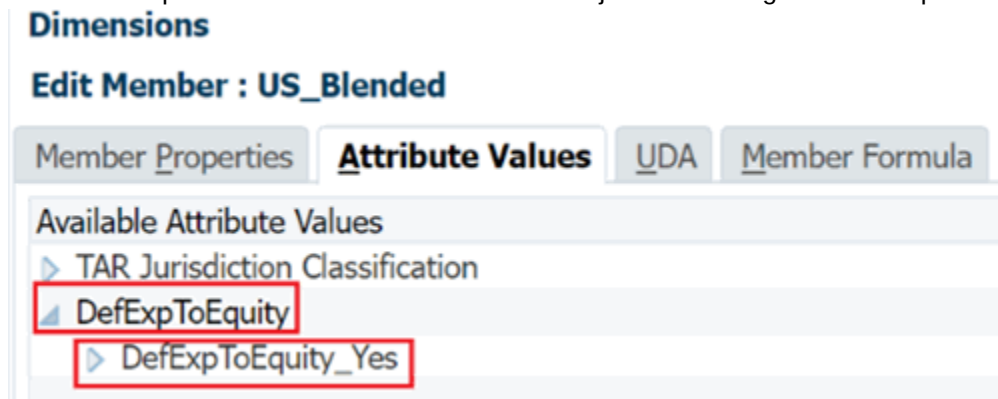 Dimensions
Edit Member : US_Blended
Member Properties Attribute Values UDA Member Formula
Available Attribute Values
TAR Jurisdiction Classification
DefExpToEquity
DefExpToEquity_Yes